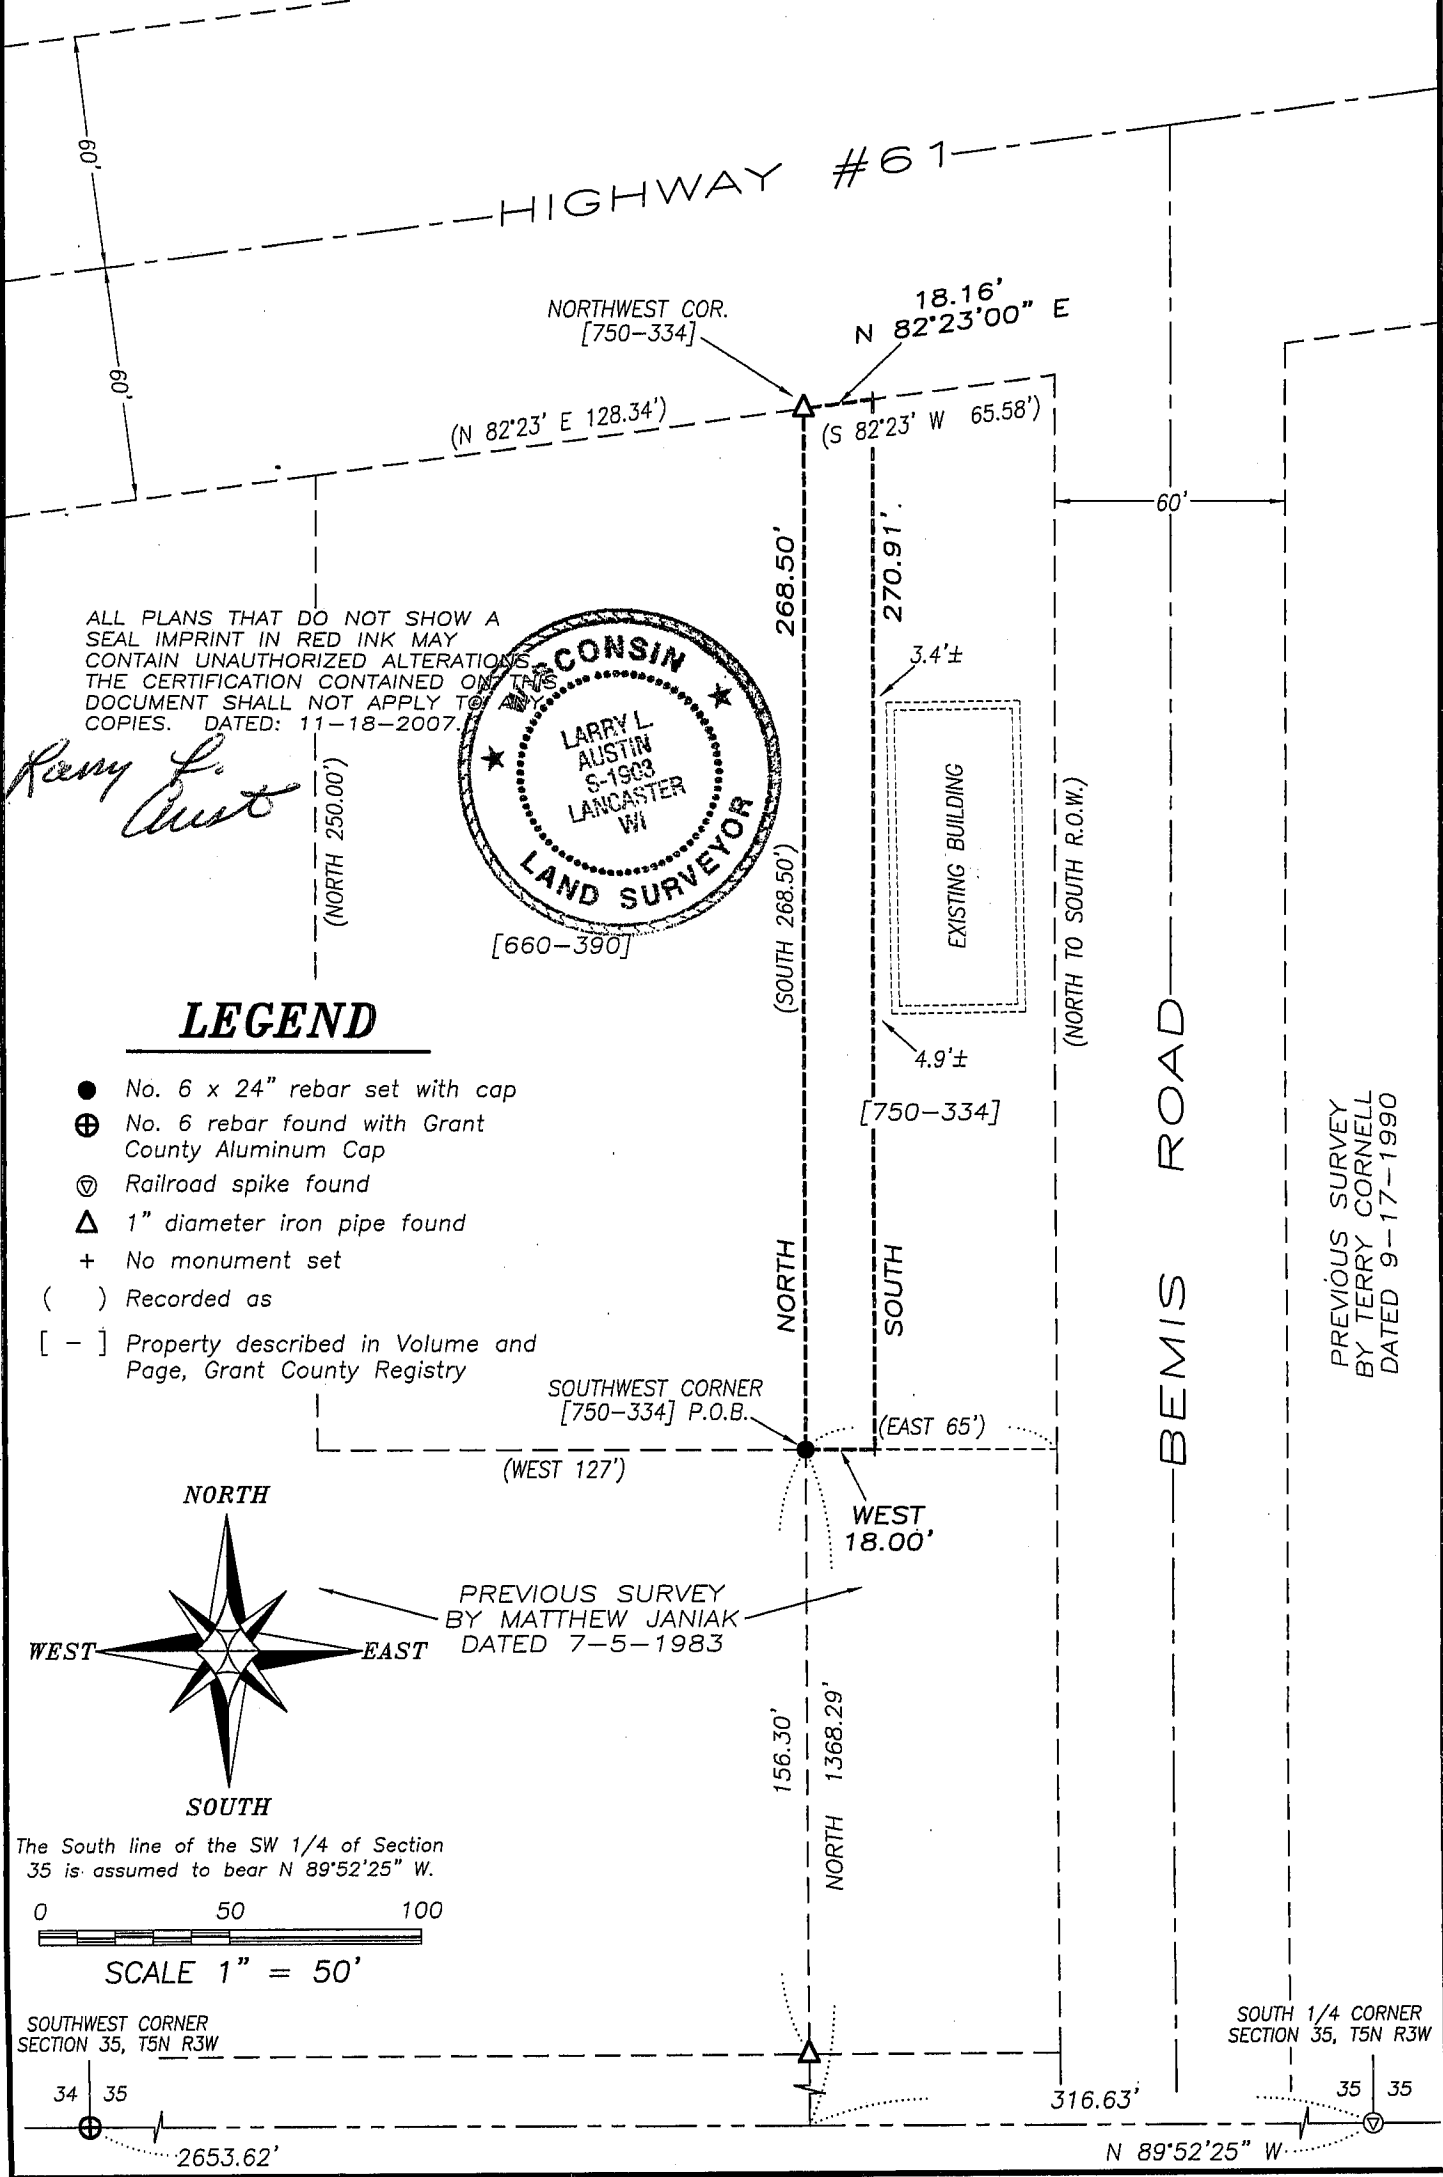 60'
HIGHWAY #61
60'
NORTHWEST COR.
[750-334]
18.16'
N 82°23'00" E
(N 82°23' E 128.34')
(S 82°23' W 65.58')
60'
268.50'
270.91'
ALL PLANS THAT DO NOT SHOW A
SEAL IMPRINT IN RED INK MAY
CONTAIN UNAUTHORIZED ALTERATIONS.
THE CERTIFICATION CONTAINED ON THIS
DOCUMENT SHALL NOT APPLY TO ANY
COPIES. DATED: 11-18-2007.
Larry L.
Aust
WISCONSIN
LARRY L.
AUSTIN
S-1903
LANCASTER
WI
LAND SURVEYOR
3.4'±
(NORTH 250.00')
(SOUTH 268.50')
EXISTING BUILDING
(NORTH TO SOUTH R.O.W.)
[660-390]
4.9'±
[750-334]
BEMIS ROAD
PREVIOUS SURVEY
BY TERRY CORNELL
DATED 9-17-1990
LEGEND
No. 6 x 24" rebar set with cap
No. 6 rebar found with Grant
County Aluminum Cap
Railroad spike found
1" diameter iron pipe found
+ No monument set
( ) Recorded as
[ - ] Property described in Volume and
Page, Grant County Registry
NORTH
SOUTH
SOUTHWEST CORNER
[750-334] P.O.B.
(EAST 65')
(WEST 127')
WEST
18.00'
NORTH
WEST
EAST
SOUTH
PREVIOUS SURVEY
BY MATTHEW JANIAK
DATED 7-5-1983
156.30'
NORTH 1368.29'
The South line of the SW 1/4 of Section
35 is assumed to bear N 89°52'25" W.
0 50 100
SCALE 1" = 50'
SOUTHWEST CORNER
SECTION 35, T5N R3W
34 35
2653.62'
316.63'
SOUTH 1/4 CORNER
SECTION 35, T5N R3W
35 35
N 89°52'25" W